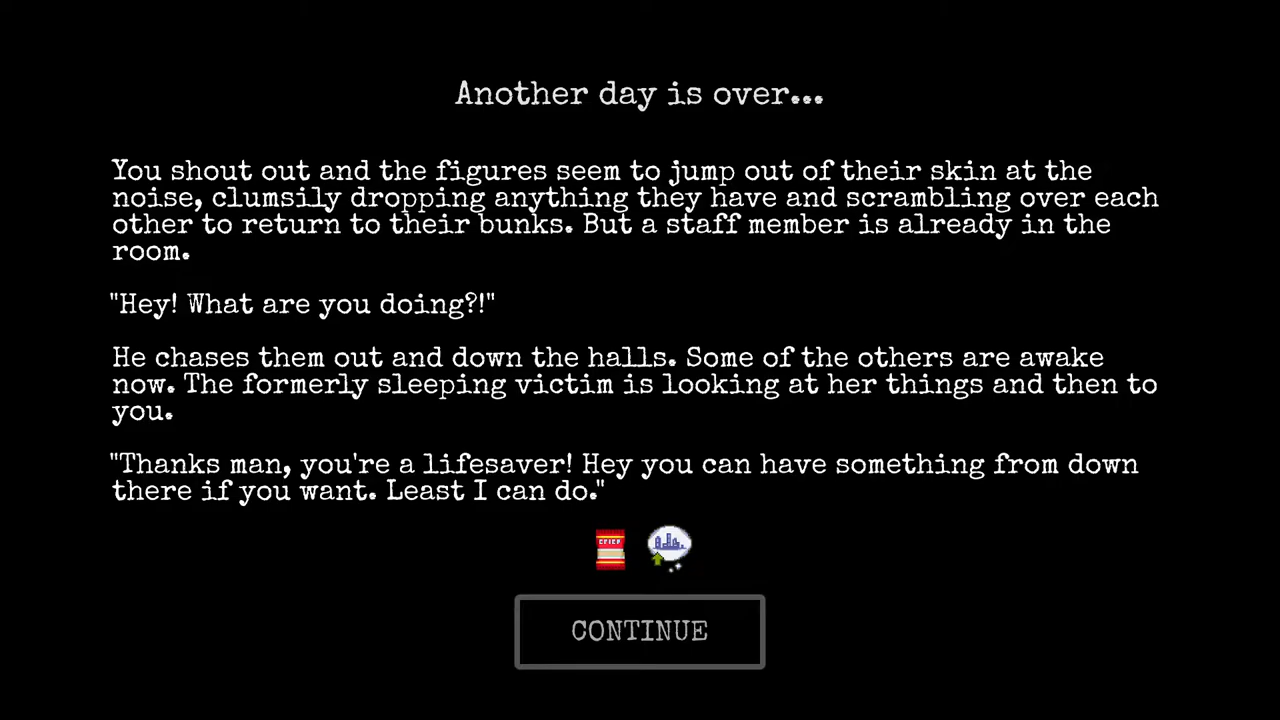 Another day is over...
You shout out and the figures seem to jump out of their skin at the
noise, clumsily dropping anything they have and scrambling over each
other to return to their bunks. But a staff member is already in the
room.
"Hey! What are you doing?!"
He chases them out and down the halls. Some of the others are awake
now. The formerly sleeping victim is looking at her things and then to
you.
"Thanks man, you're a lifesaver! Hey you can have something from down
there if you want. Least I can do."
CONTINUE